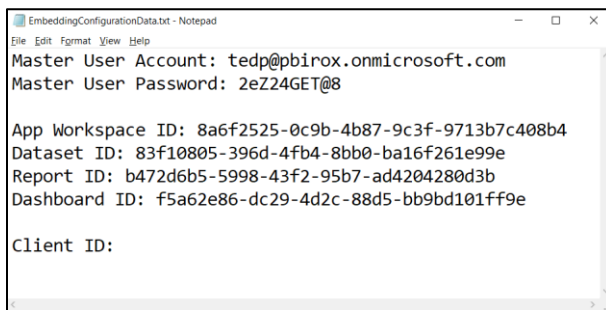 EmbeddingConfigurationData.txt - Notepad
File Edit Format View Help
Master User Account: tedp@pbirox.onmicrosoft.com
Master User Password: 2eZ24GET@8
App Workspace ID: 8a6f2525-0c9b-4b87-9c3f-9713b7c408b4
Dataset ID: 83f10805-396d-4fb4-8bb0-ba16f261e99e
Report ID: b472d6b5-5998-43f2-95b7-ad4204280d3b
Dashboard ID: f5a62e86-dc29-4d2c-88d5-bb9bd101ff9e
Client ID: